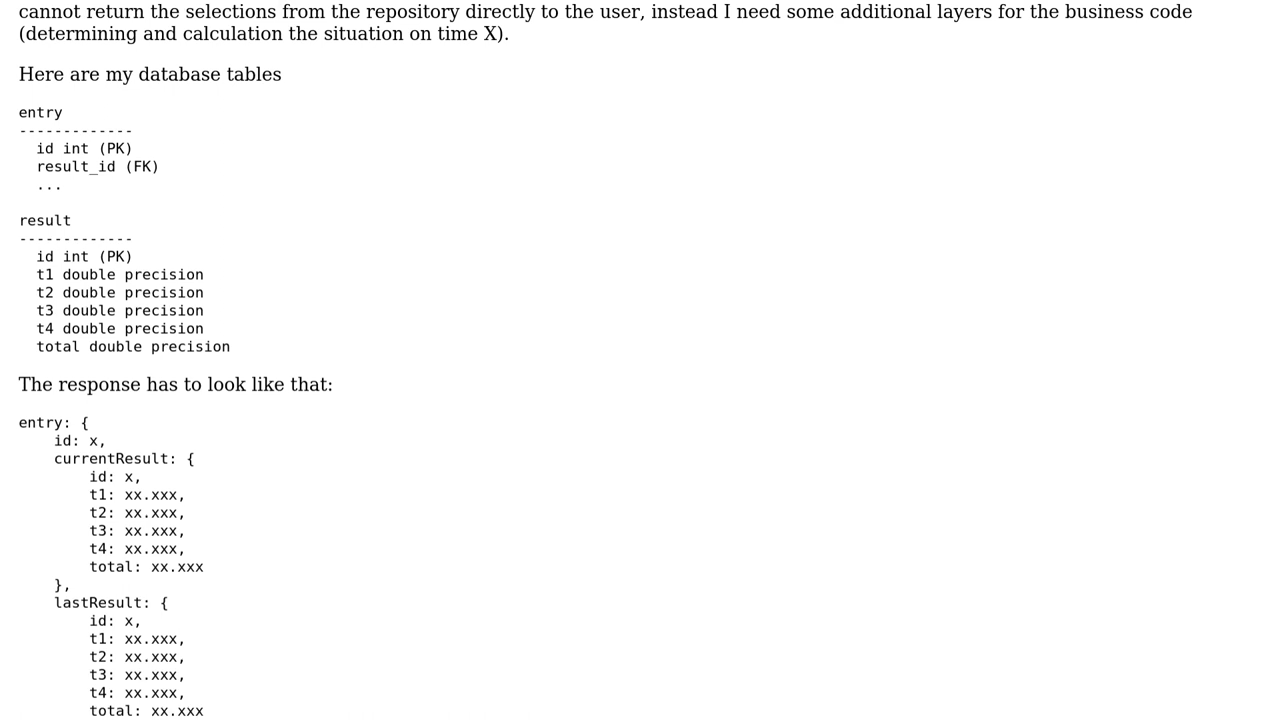 cannot return the selections from the repository directly to the user, instead I need some additional layers for the business code
(determining and calculation the situation on time X).
Here are my database tables
entry
-------------
  id int (PK)
  result_id (FK)
  ...
result
-------------
  id int (PK)
  t1 double precision
  t2 double precision
  t3 double precision
  t4 double precision
  total double precision
The response has to look like that:
entry: {
    id: x,
    currentResult: {
        id: x,
        t1: xx.xxx,
        t2: xx.xxx,
        t3: xx.xxx,
        t4: xx.xxx,
        total: xx.xxx
    },
    lastResult: {
        id: x,
        t1: xx.xxx,
        t2: xx.xxx,
        t3: xx.xxx,
        t4: xx.xxx,
        total: xx.xxx